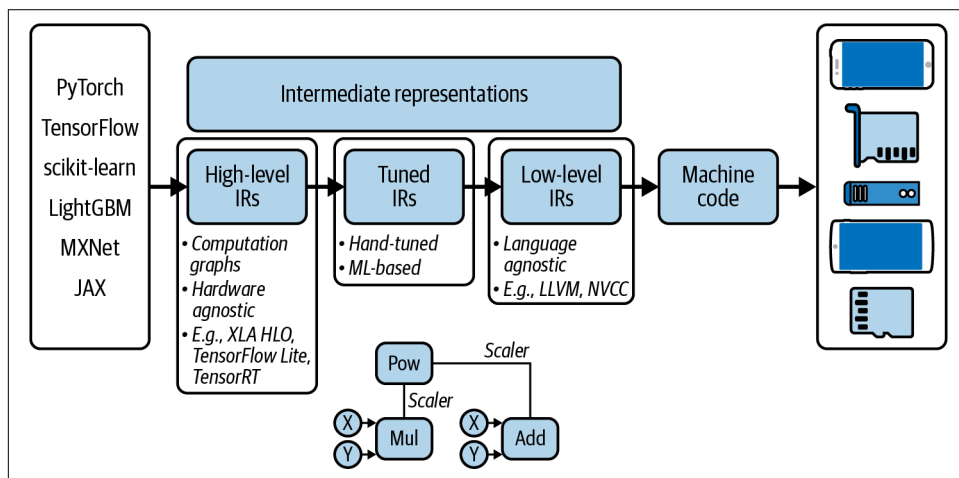 PyTorch
TensorFlow
scikit-learn
LightGBM
MXNet
JAX
Intermediate representations
High-level
IRs
• Computation
graphs
• Hardware
agnostic
• E.g., XLA HLO,
TensorFlow Lite,
TensorRT
Tuned
IRs
• Hand-tuned
• ML-based
Low-level
IRs
• Language
agnostic
• E.g., LLVM, NVCC
Machine
code
Pow
Scaler
Scaler
X
Y
Mul
X
Y
Add